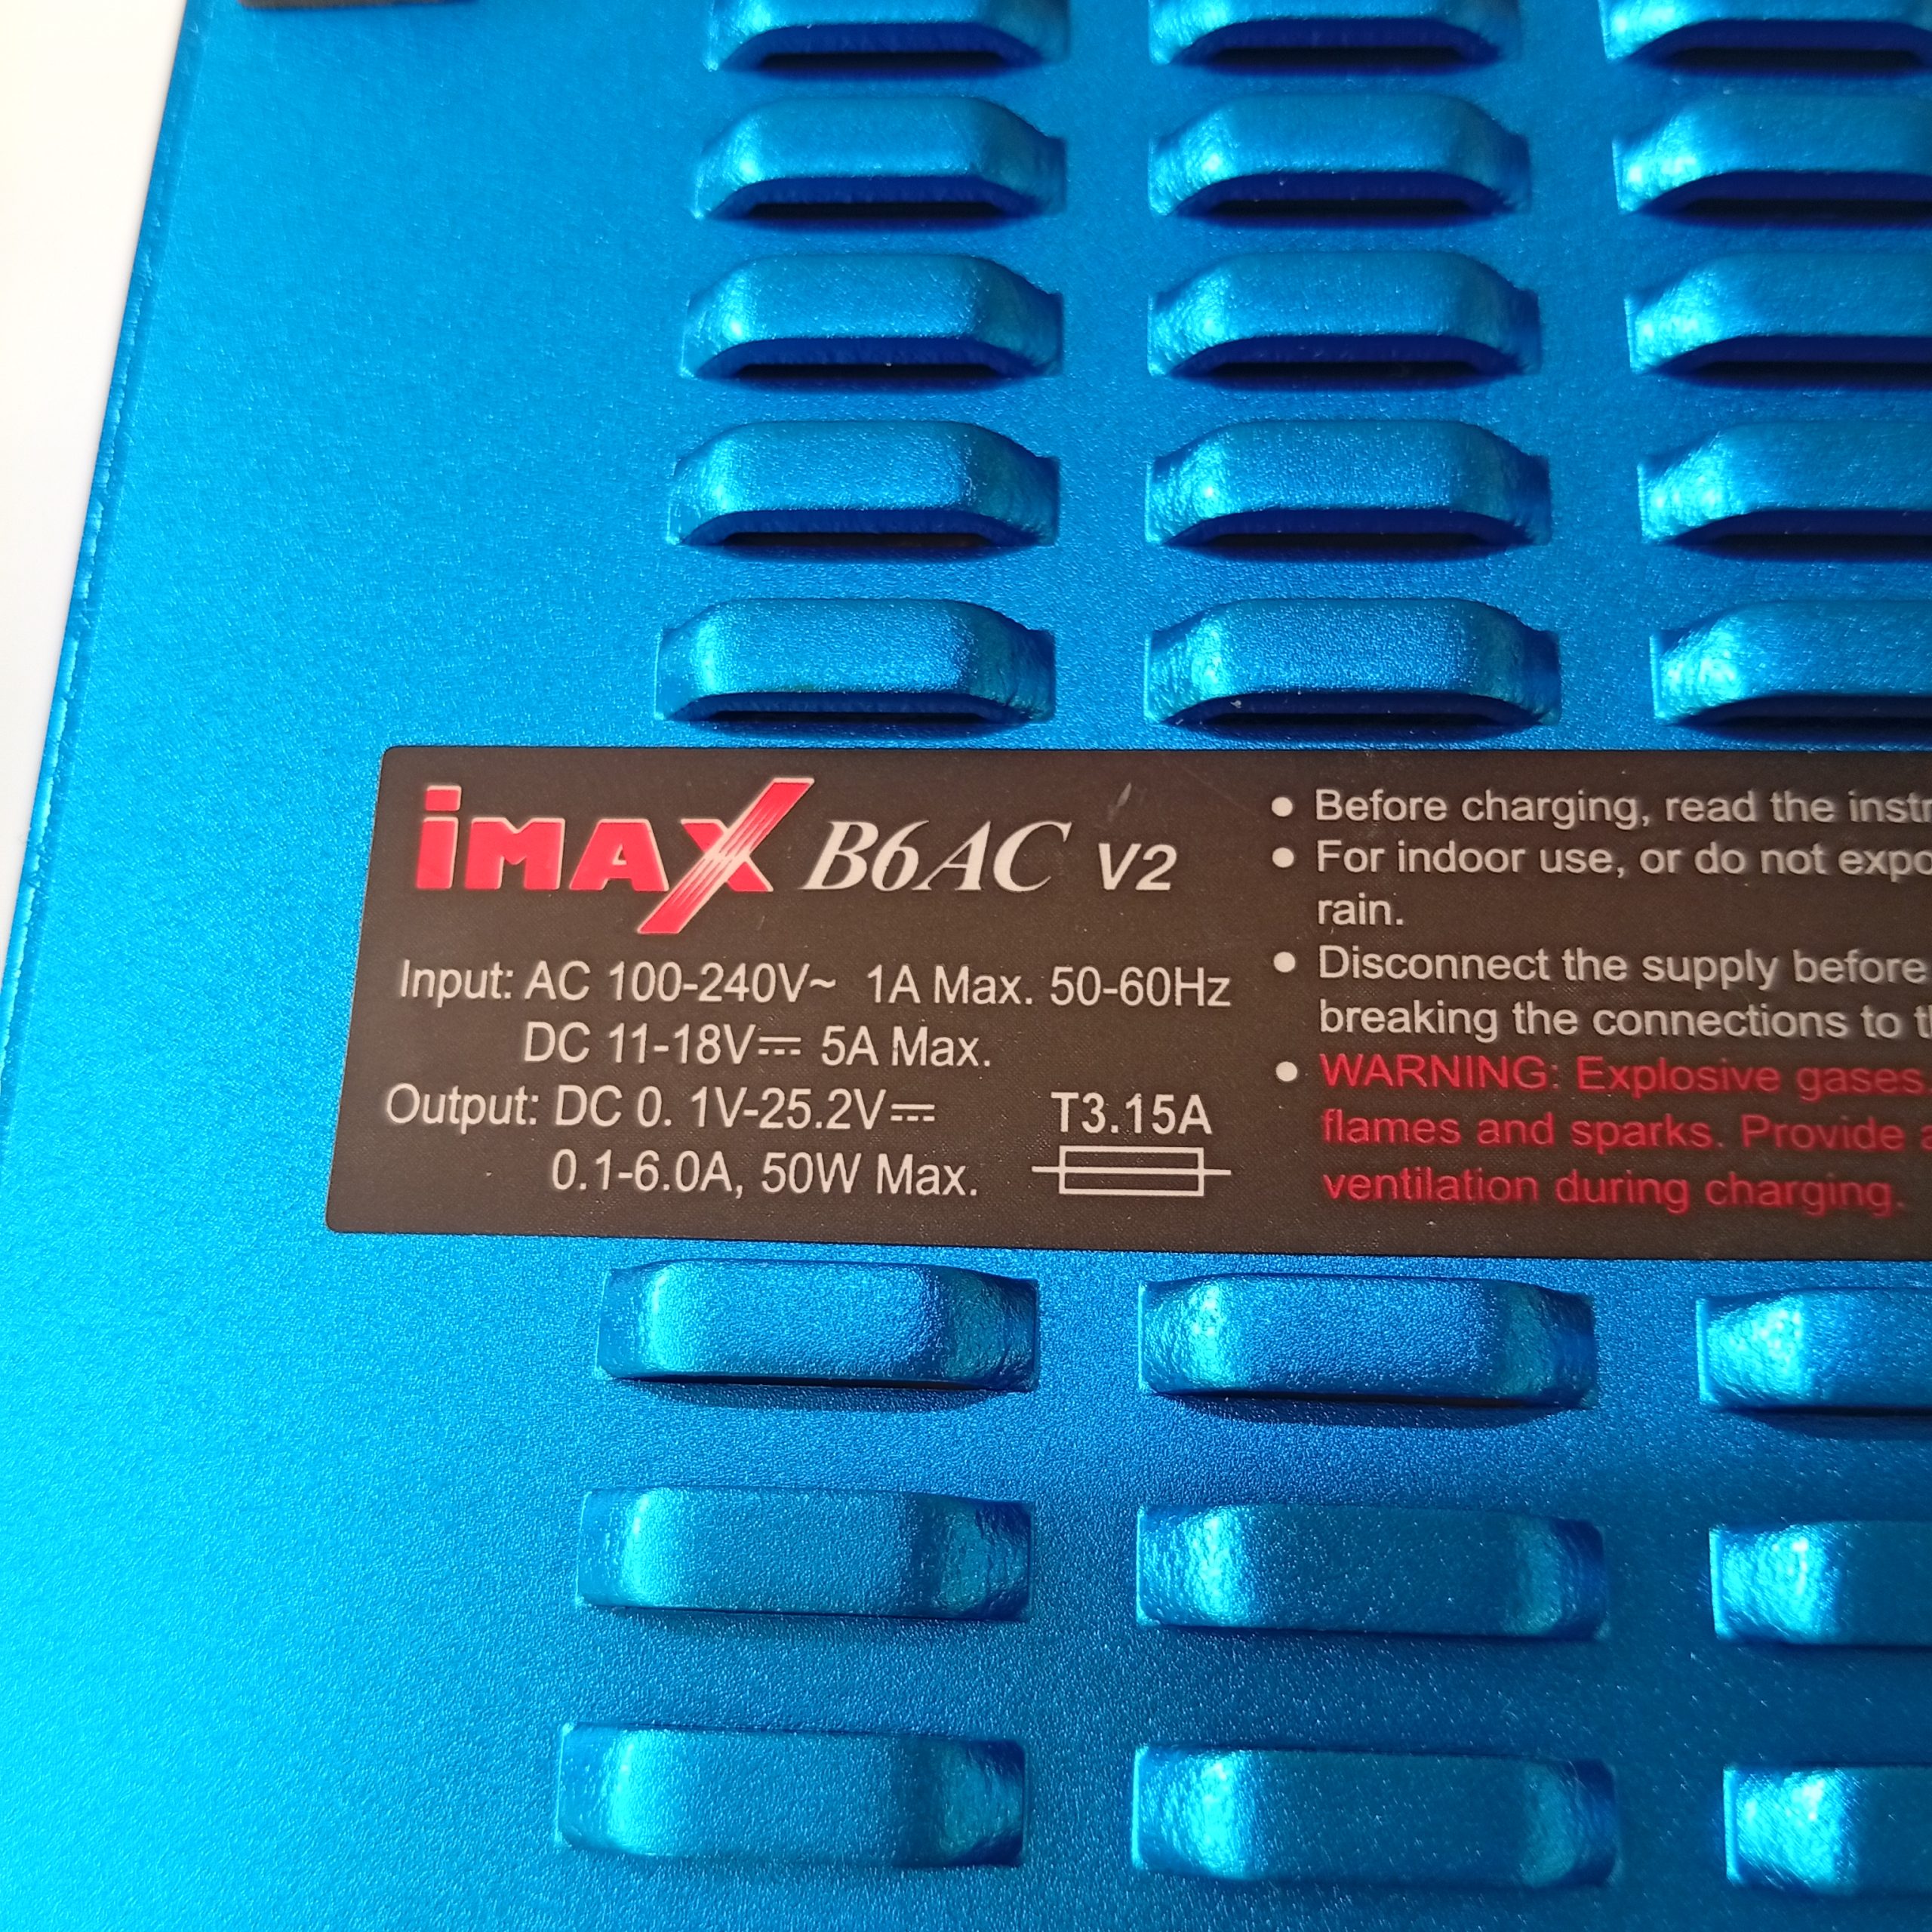 iMAX B6AC V2
Input: AC 100-240V~ 1A Max. 50-60Hz
DC 11-18V⎓ 5A Max.
Output: DC 0. 1V-25.2V⎓
0.1-6.0A, 50W Max.
T3.15A
• Before charging, read the
• For indoor use, or do not
rain.
• Disconnect the supply before
breaking the connections to
• WARNING: Explosive gases
flames and sparks. Provide
ventilation during charging.